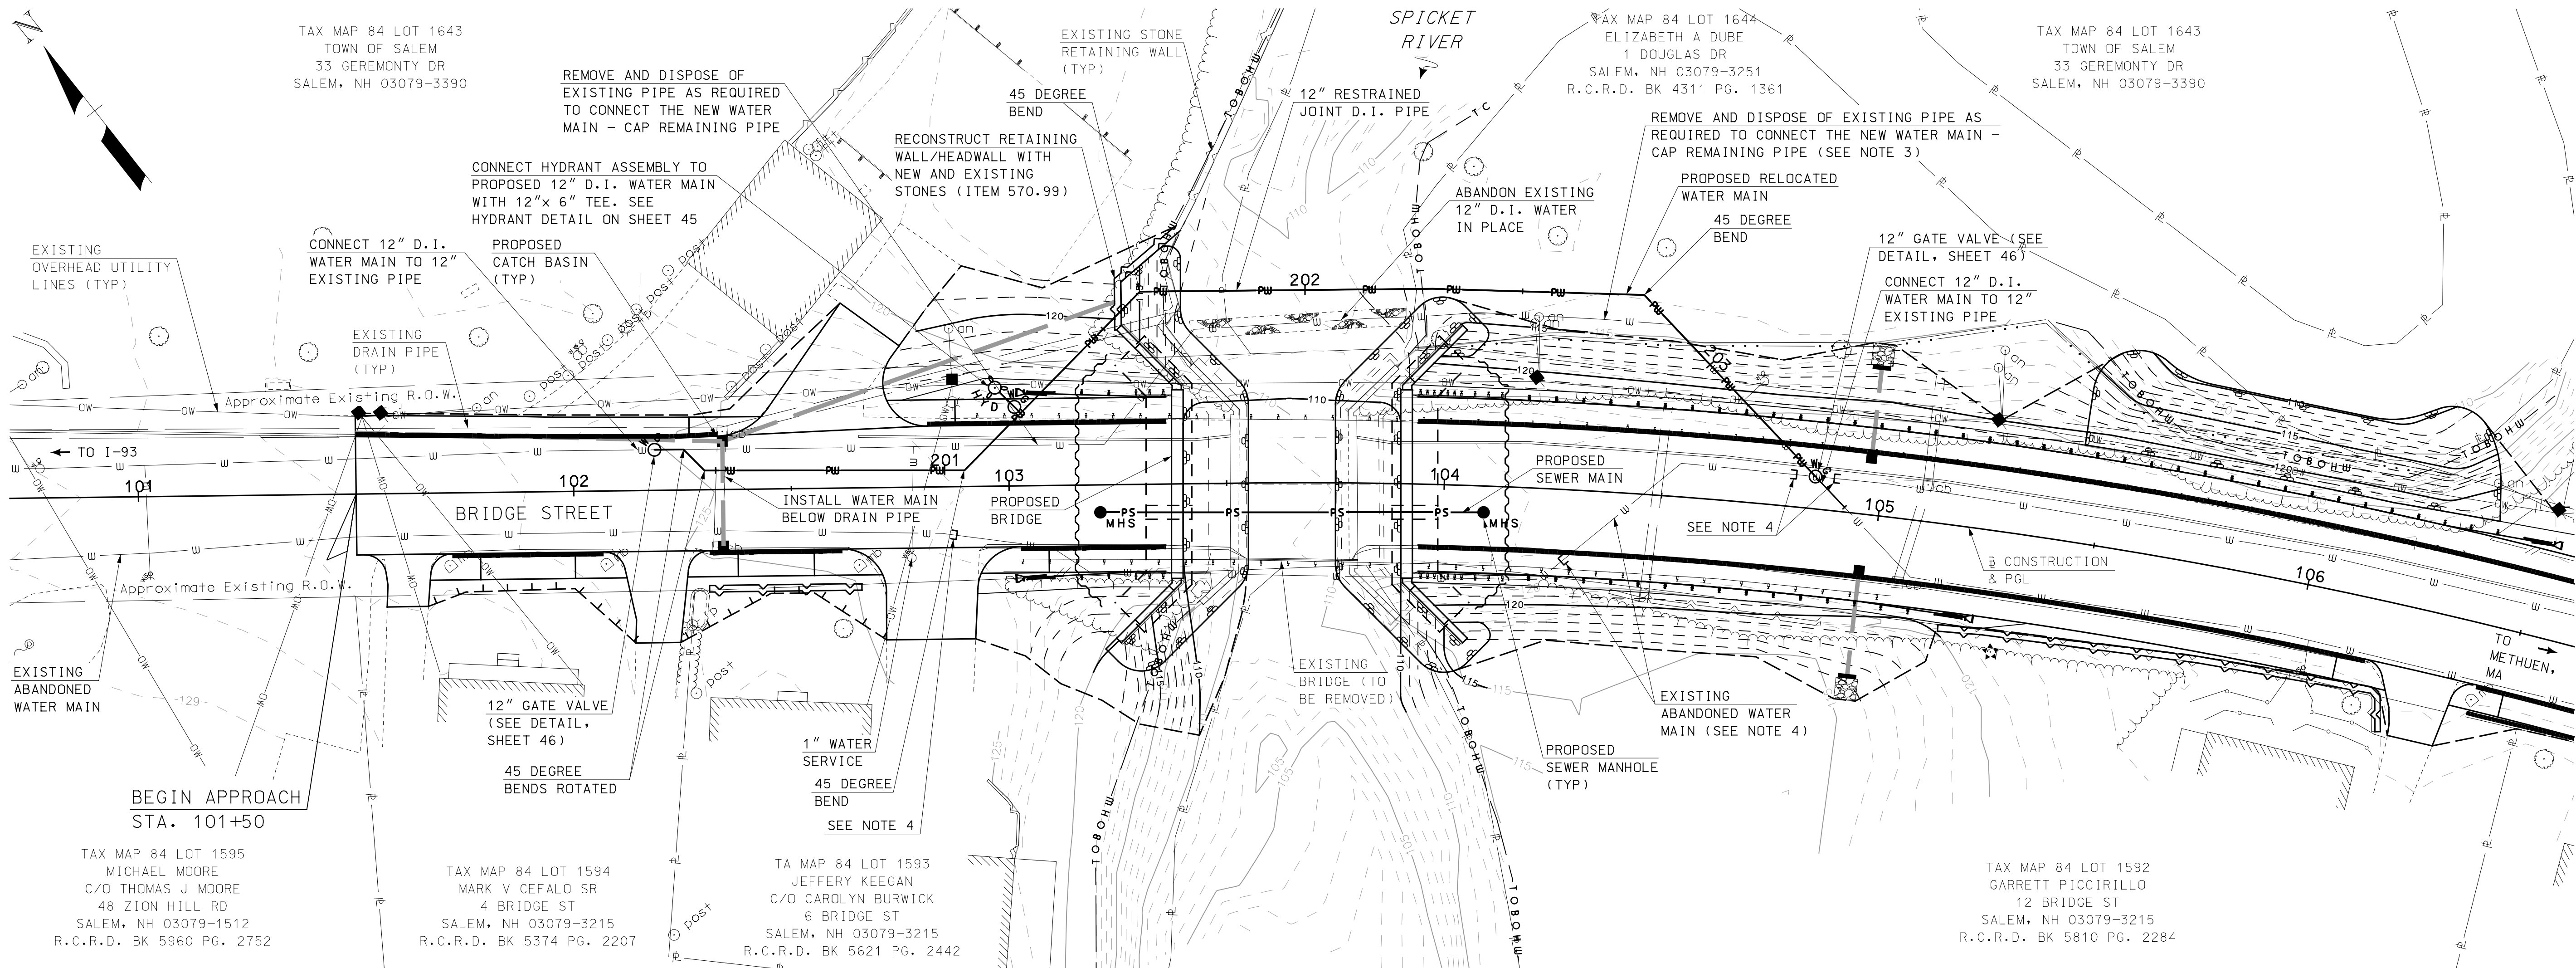 N
TAX MAP 84 LOT 1643
TOWN OF SALEM
33 GEREMONTY DR
SALEM, NH 03079-3390
REMOVE AND DISPOSE OF
EXISTING PIPE AS REQUIRED
TO CONNECT THE NEW WATER
MAIN - CAP REMAINING PIPE
EXISTING STONE
RETAINING WALL
(TYP)
45 DEGREE
BEND
RECONSTRUCT RETAINING
WALL/HEADWALL WITH
NEW AND EXISTING
STONES (ITEM 570.99)
12" RESTRAINED
JOINT D.I. PIPE
SPICKET
RIVER
TAX MAP 84 LOT 1644
ELIZABETH A DUBE
1 DOUGLAS DR
SALEM, NH 03079-3251
R.C.R.D. BK 4311 PG. 1361
TAX MAP 84 LOT 1643
TOWN OF SALEM
33 GEREMONTY DR
SALEM, NH 03079-3390
REMOVE AND DISPOSE OF EXISTING PIPE AS
REQUIRED TO CONNECT THE NEW WATER MAIN -
CAP REMAINING PIPE (SEE NOTE 3)
CONNECT HYDRANT ASSEMBLY TO
PROPOSED 12" D.I. WATER MAIN
WITH 12"x 6" TEE. SEE
HYDRANT DETAIL ON SHEET 45
ABANDON EXISTING
12" D.I. WATER
IN PLACE
PROPOSED RELOCATED
WATER MAIN
45 DEGREE
BEND
12" GATE VALVE (SEE
DETAIL, SHEET 46)
CONNECT 12" D.I.
WATER MAIN TO 12"
EXISTING PIPE
EXISTING
OVERHEAD UTILITY
LINES (TYP)
CONNECT 12" D.I.
WATER MAIN TO 12"
EXISTING PIPE
PROPOSED
CATCH BASIN
(TYP)
EXISTING
DRAIN PIPE
(TYP)
Approximate Existing R.O.W.
TO I-93
101
102
103
104
105
106
201
202
203
BRIDGE STREET
INSTALL WATER MAIN
BELOW DRAIN PIPE
PROPOSED
BRIDGE
PROPOSED
SEWER MAIN
PS
PS
PS
PS
MHS
MHS
SEE NOTE 4
B CONSTRUCTION
& PGL
Approximate Existing R.O.W.
EXISTING
ABANDONED
WATER MAIN
12" GATE VALVE
(SEE DETAIL,
SHEET 46)
45 DEGREE
BENDS ROTATED
1" WATER
SERVICE
45 DEGREE
BEND
SEE NOTE 4
EXISTING
BRIDGE (TO
BE REMOVED)
EXISTING
ABANDONED WATER
MAIN (SEE NOTE 4)
PROPOSED
SEWER MANHOLE
(TYP)
TO
METHUEN,
MA
BEGIN APPROACH
STA. 101+50
TAX MAP 84 LOT 1595
MICHAEL MOORE
C/O THOMAS J MOORE
48 ZION HILL RD
SALEM, NH 03079-1512
R.C.R.D. BK 5960 PG. 2752
TAX MAP 84 LOT 1594
MARK V CEFALO SR
4 BRIDGE ST
SALEM, NH 03079-3215
R.C.R.D. BK 5374 PG. 2207
TA MAP 84 LOT 1593
JEFFERY KEEGAN
C/O CAROLYN BURWICK
6 BRIDGE ST
SALEM, NH 03079-3215
R.C.R.D. BK 5621 PG. 2442
TAX MAP 84 LOT 1592
GARRETT PICCIRILLO
12 BRIDGE ST
SALEM, NH 03079-3215
R.C.R.D. BK 5810 PG. 2284